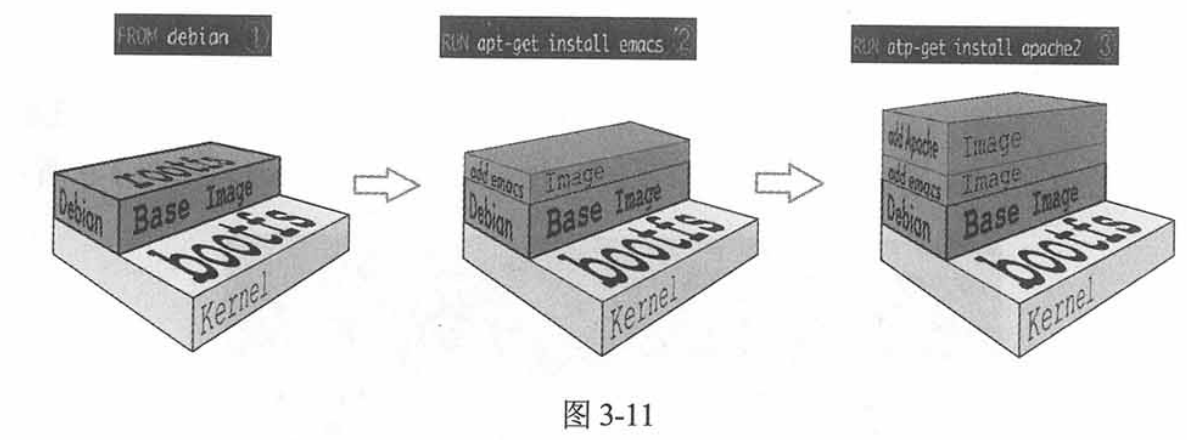 FROM debian ①
RUN apt-get install emacs ②
RUN atp-get install apache2 ③
rootfs
Debian
Base Image
bootfs
Kernel
add emacs
Image
Debian
Base Image
bootfs
Kernel
add Apache
Image
add emacs
Image
Debian
Base Image
bootfs
Kernel
图 3-11